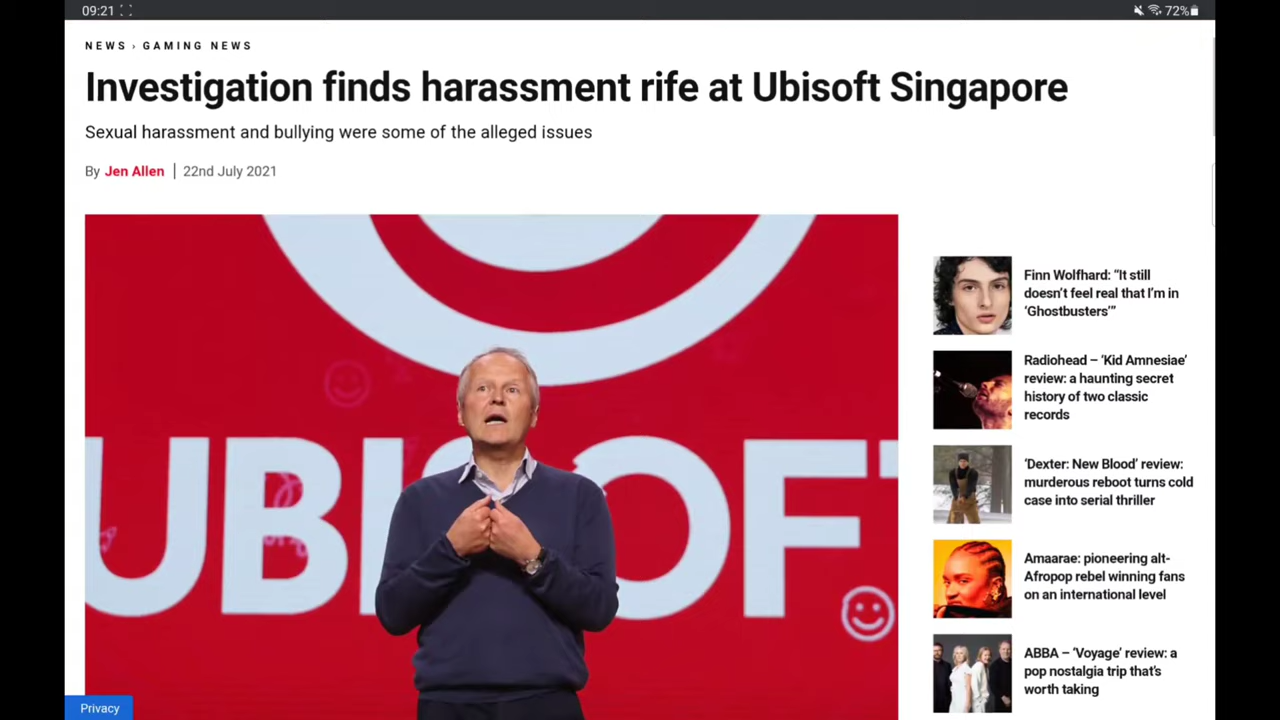 09:21
72%
NEWS › GAMING NEWS
Investigation finds harassment rife at Ubisoft Singapore
Sexual harassment and bullying were some of the alleged issues
By Jen Allen | 22nd July 2021
UBISOFT
Finn Wolfhard: “It still
doesn’t feel real that I’m in
‘Ghostbusters’”
Radiohead – ‘Kid Amnesiae’
review: a haunting secret
history of two classic
records
‘Dexter: New Blood’ review:
murderous reboot turns cold
case into serial thriller
Amaarae: pioneering alt-
Afropop rebel winning fans
on an international level
ABBA – ‘Voyage’ review: a
pop nostalgia trip that’s
worth taking
Privacy